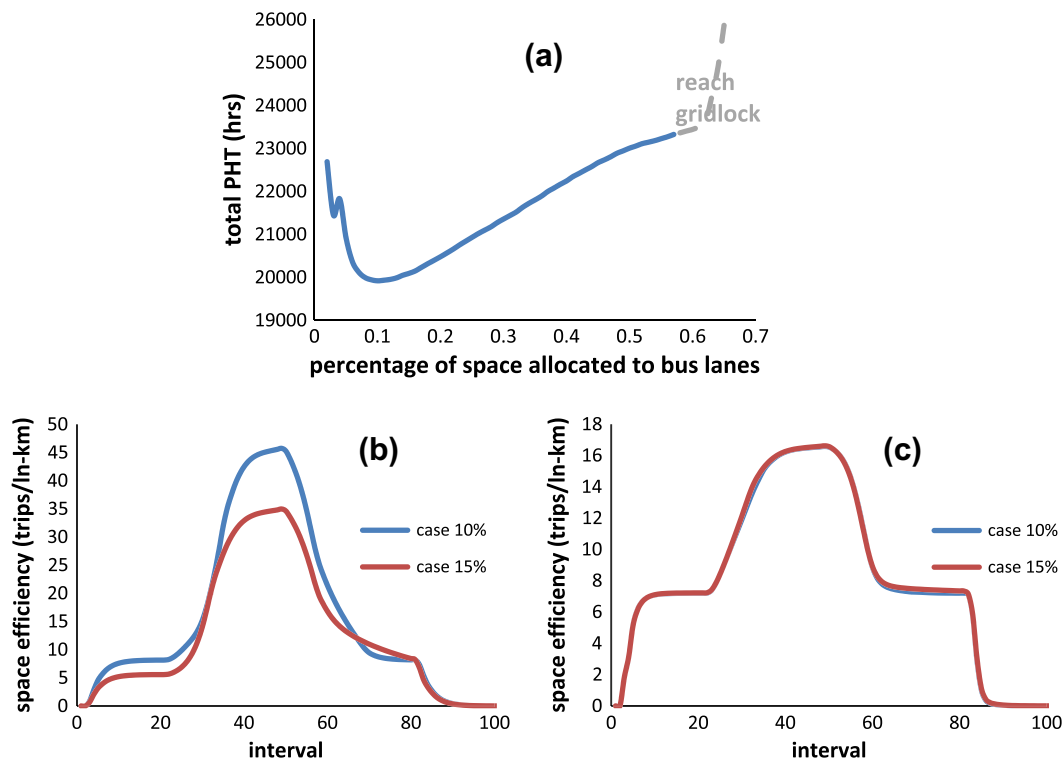 26000
25000
24000
23000
22000
21000
20000
19000
total PHT (hrs)
(a)
reach
gridlock
0 0.1 0.2 0.3 0.4 0.5 0.6 0.7
percentage of space allocated to bus lanes
50
45
40
35
30
25
20
15
10
5
0
space efficiency (trips/ln-km)
(b)
case 10%
case 15%
0 20 40 60 80 100
interval
18
16
14
12
10
8
6
4
2
0
space efficiency (trips/ln-km)
(c)
case 10%
case 15%
0 20 40 60 80 100
interval